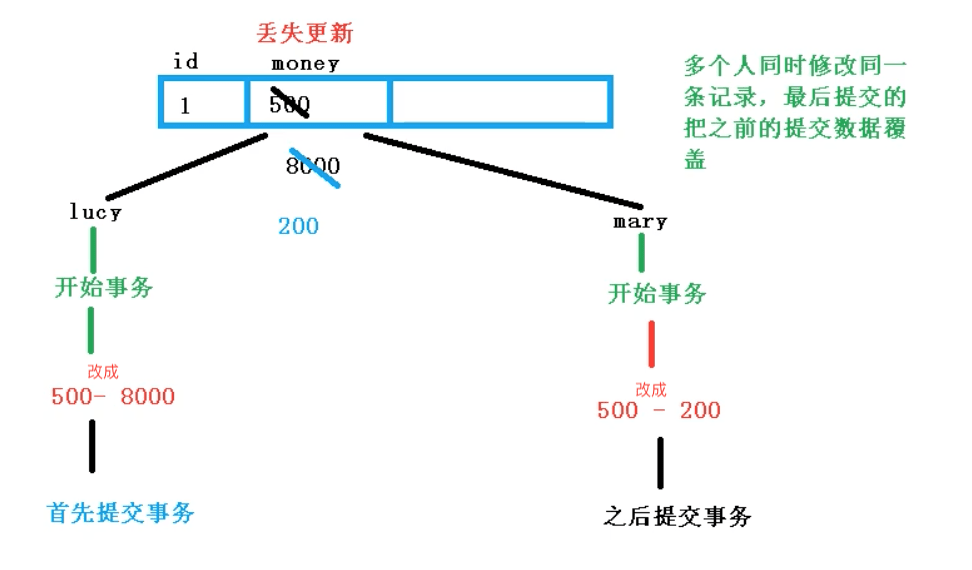 丢失更新
id money
1 500
多个人同时修改同一
条记录，最后提交的
把之前的提交数据覆
盖
8000
200
lucy
mary
开始事务
开始事务
改成
500- 8000
改成
500 - 200
首先提交事务
之后提交事务